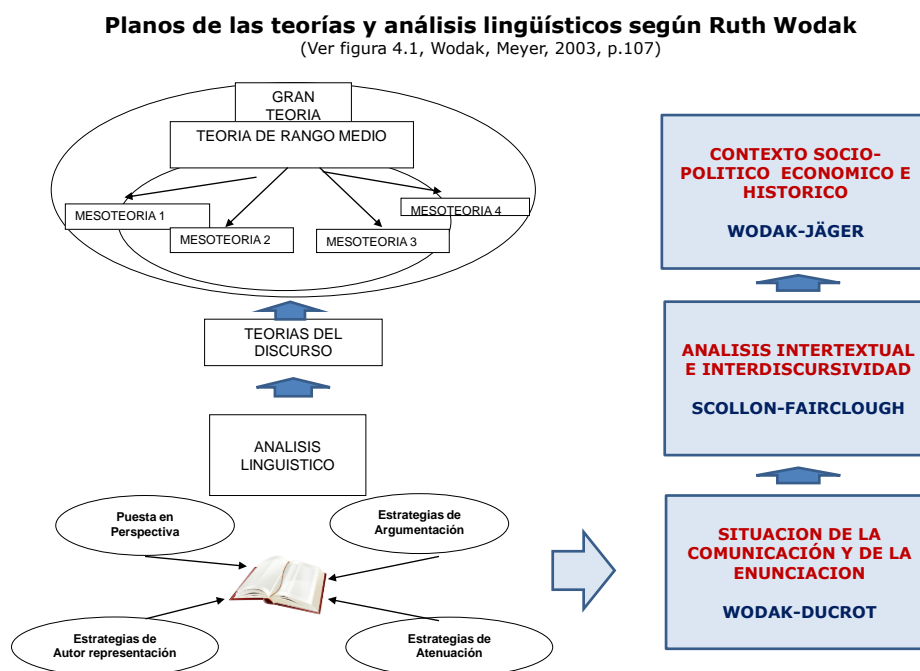 Planos de las teorías y análisis lingüísticos según Ruth Wodak
(Ver figura 4.1, Wodak, Meyer, 2003, p.107)
GRAN
TEORIA
TEORIA DE RANGO MEDIO
MESOTEORIA 1
MESOTEORIA 2
MESOTEORIA 3
MESOTEORIA 4
TEORIAS DEL
DISCURSO
ANALISIS
LINGUISTICO
Puesta en
Perspectiva
Estrategias de
Argumentación
Estrategias de
Autor representación
Estrategias de
Atenuación
CONTEXTO SOCIO-
POLITICO ECONOMICO E
HISTORICO
WODAK-JÄGER
ANALISIS INTERTEXTUAL
E INTERDISCURSIVIDAD
SCOLLON-FAIRCLOUGH
SITUACION DE LA
COMUNICACIÓN Y DE LA
ENUNCIACION
WODAK-DUCROT